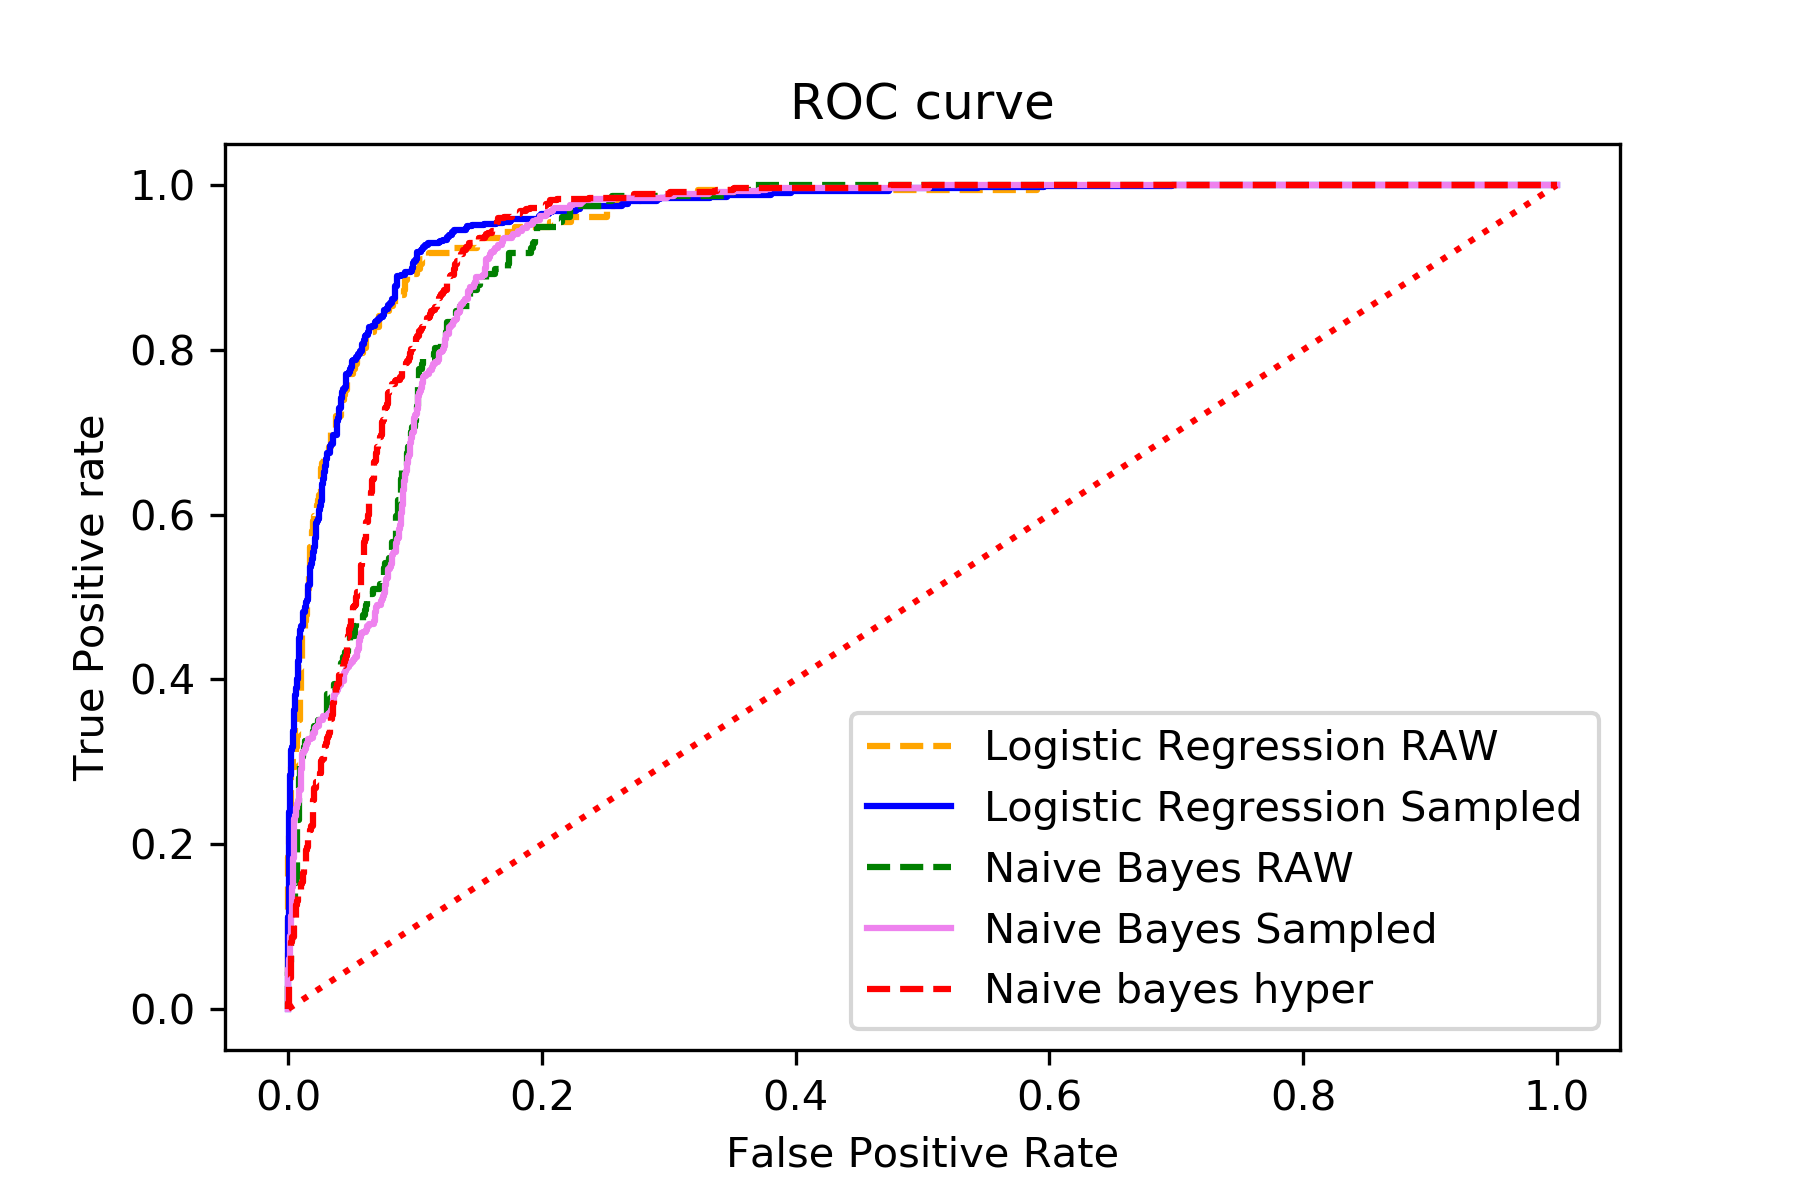 ROC curve
1.0
0.8
0.6
0.4
0.2
0.0
True Positive rate
Logistic Regression RAW
Logistic Regression Sampled
Naive Bayes RAW
Naive Bayes Sampled
Naive bayes hyper
0.0 0.2 0.4 0.6 0.8 1.0
False Positive Rate